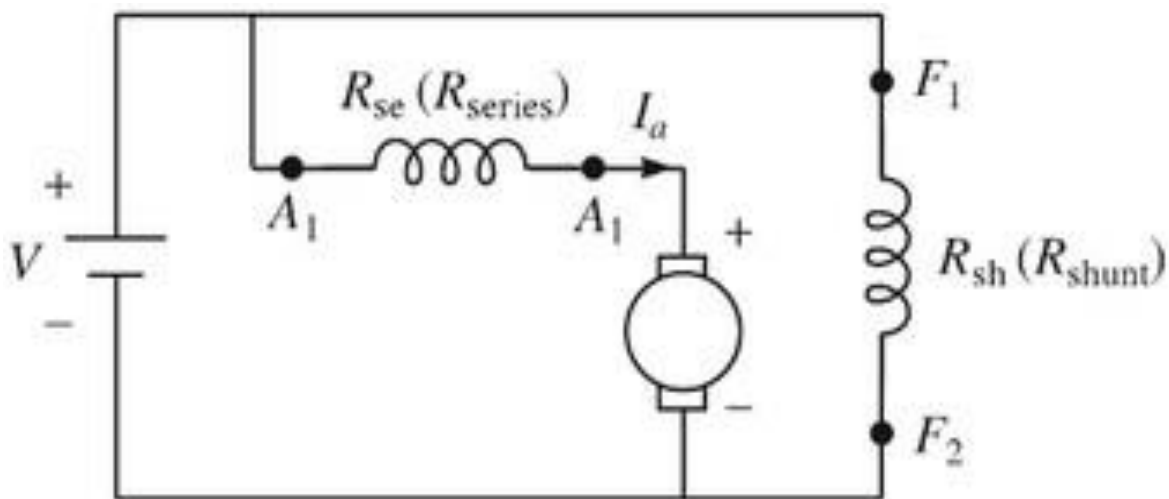 R_se (R_series)
I_a
F_1
A_1
A_1
+
V
−
+
−
R_sh (R_shunt)
F_2